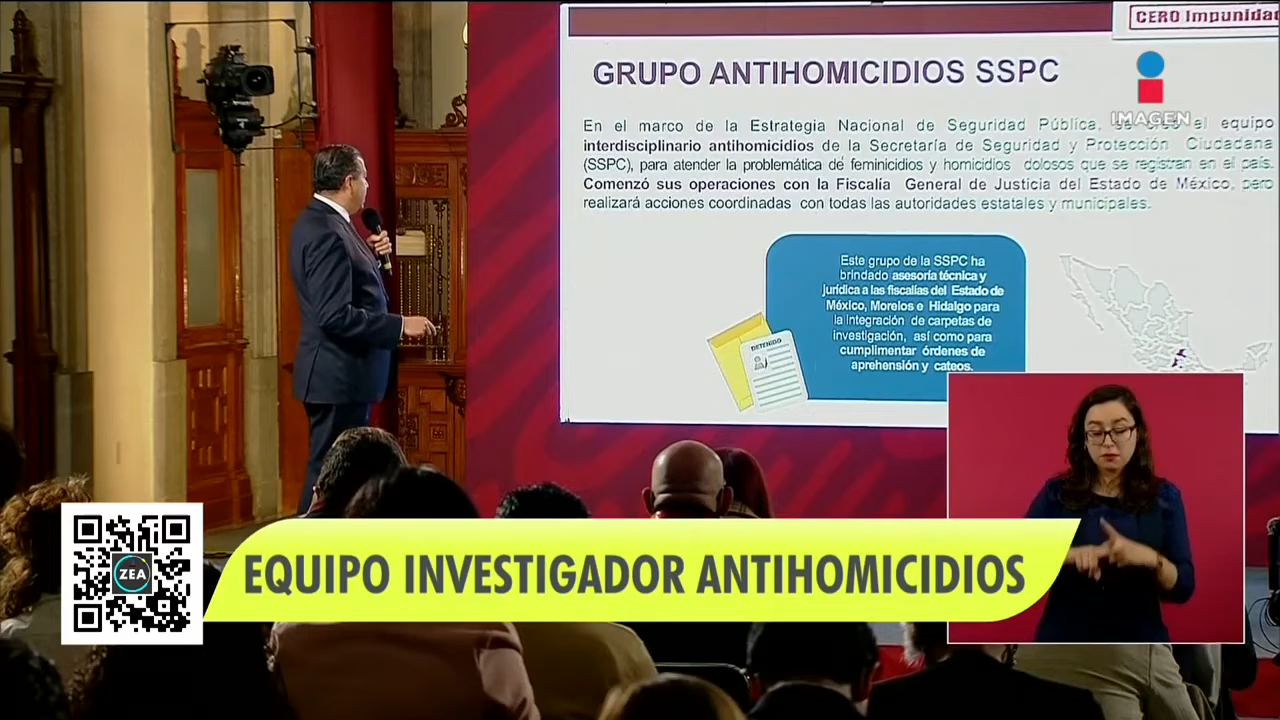 CERO Impunidad
IMAGEN
GRUPO ANTIHOMICIDIOS SSPC
En el marco de la Estrategia Nacional de Seguridad Pública, se creó el equipo
interdisciplinario antihomicidios de la Secretaría de Seguridad y Protección Ciudadana
(SSPC), para atender la problemática de feminicidios y homicidios dolosos que se registran en el país.
Comenzó sus operaciones con la Fiscalía General de Justicia del Estado de México, pero
realizará acciones coordinadas con todas las autoridades estatales y municipales.
Este grupo de la SSPC ha
brindado asesoría técnica y
jurídica a las fiscalías del Estado de
México, Morelos e Hidalgo para
la integración de carpetas de
investigación, así como para
cumplimentar órdenes de
aprehensión y cateos.
DETENIDO
ZEA
EQUIPO INVESTIGADOR ANTIHOMICIDIOS